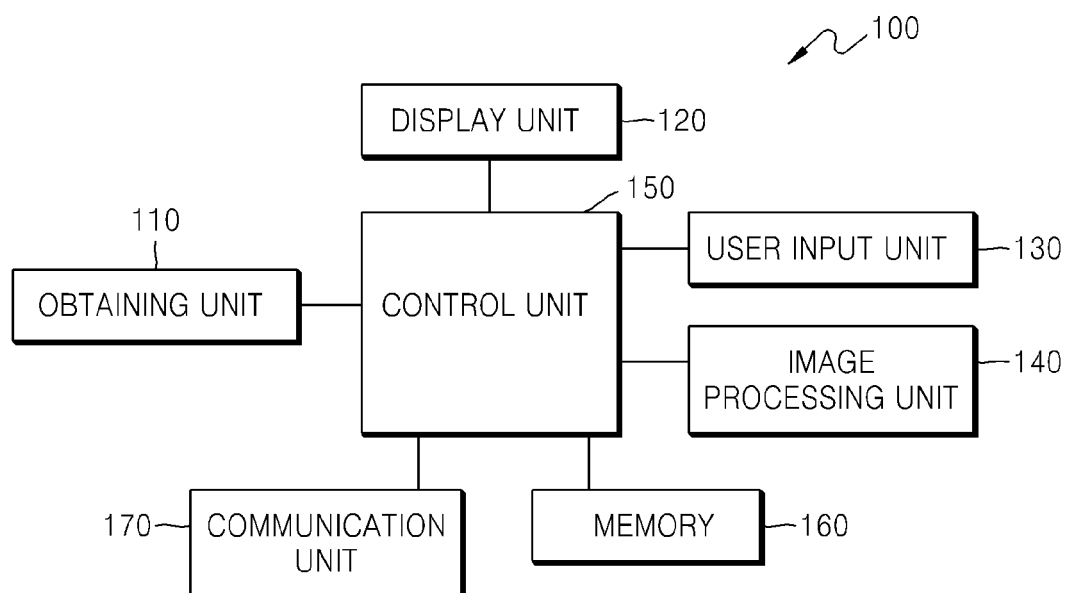 100
DISPLAY UNIT
120
150
110
USER INPUT UNIT
130
OBTAINING UNIT
CONTROL UNIT
IMAGE
PROCESSING UNIT
140
170
COMMUNICATION
UNIT
MEMORY
160